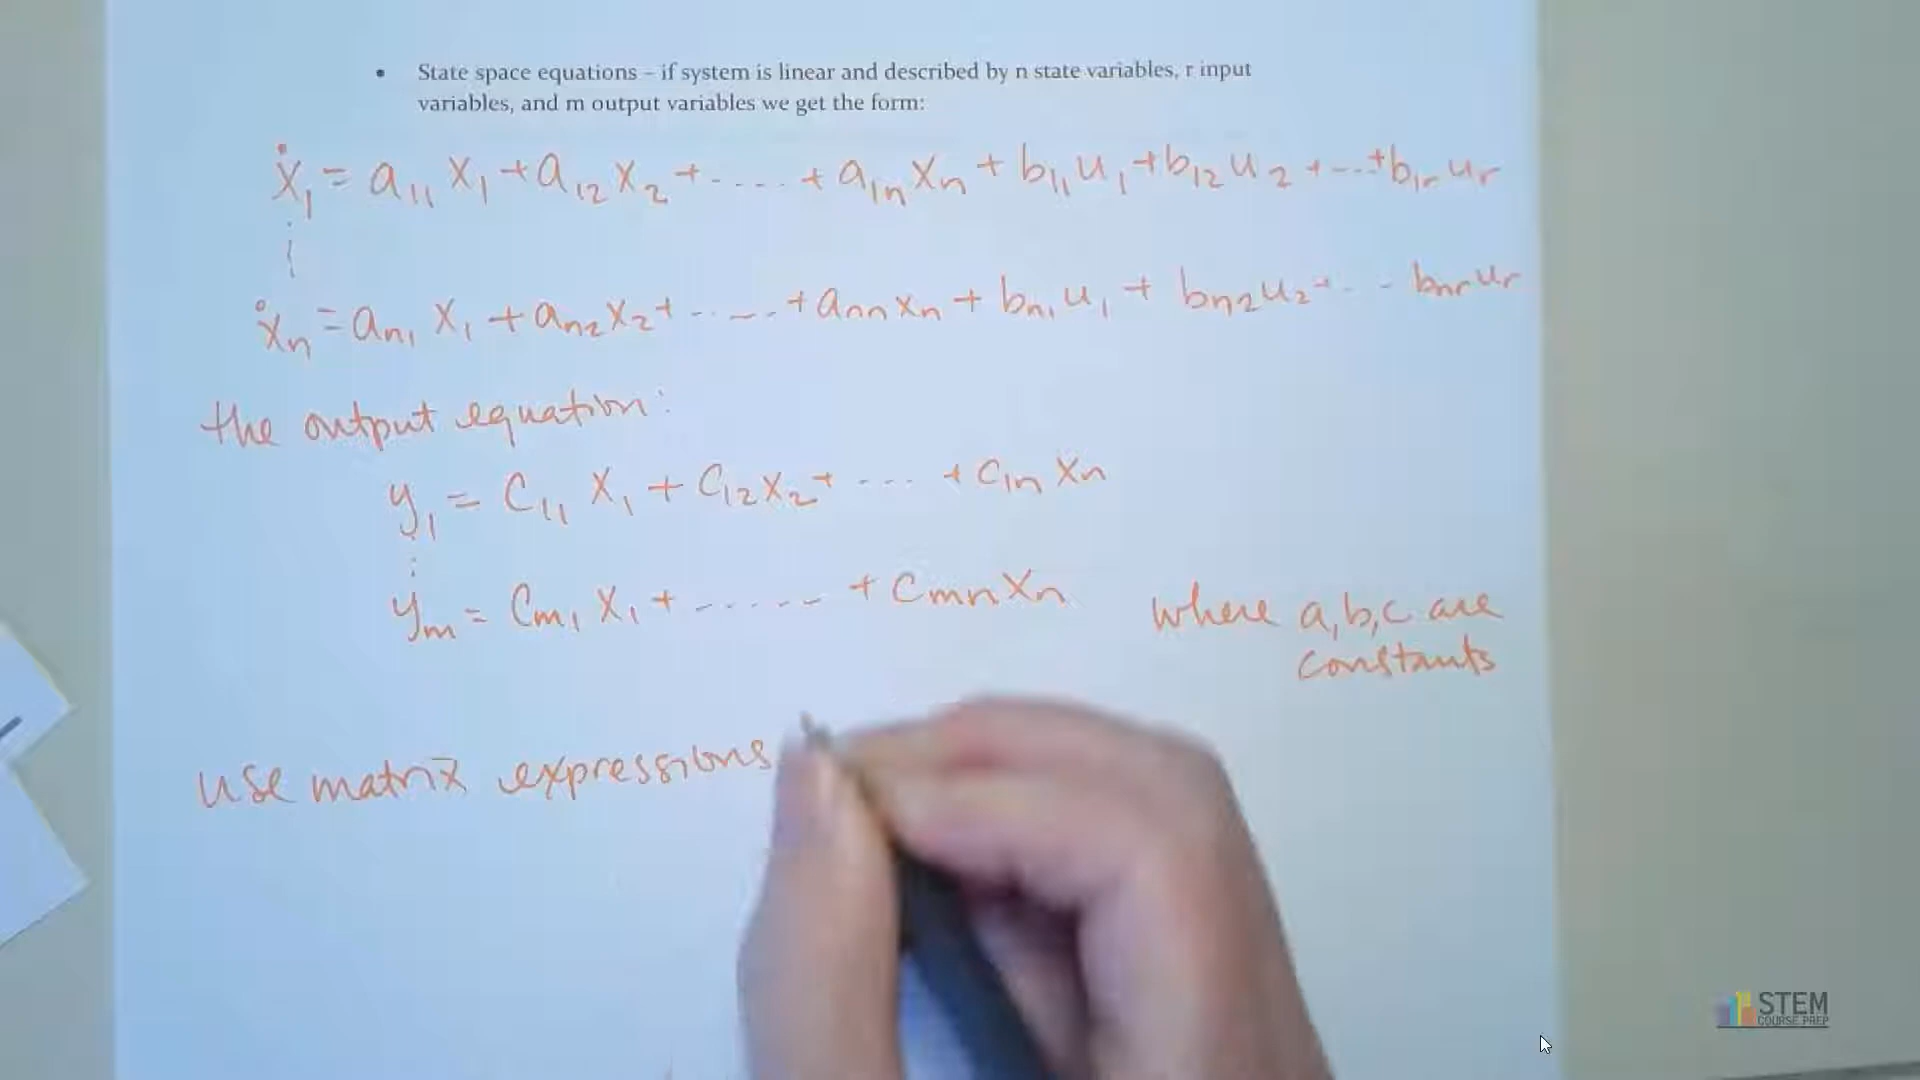 • State space equations – if system is linear and described by n state variables, r input
variables, and m output variables we get the form:
ẋ₁ = a₁₁ x₁ + a₁₂ x₂ + ..... + a₁ₙ xₙ + b₁₁ u₁ + b₁₂ u₂ + ... + b₁ᵣ uᵣ
⋮
ẋₙ = aₙ₁ x₁ + aₙ₂ x₂ + ..... + aₙₙ xₙ + bₙ₁ u₁ + bₙ₂ u₂ + ... bₙᵣ uᵣ
the output equation:
y₁ = C₁₁ x₁ + C₁₂ x₂ + ... + C₁ₙ xₙ
⋮
yₘ = Cₘ₁ x₁ + ...... + Cₘₙ xₙ
where a,b,c are
constants
use matrix expressions
STEM
COURSE PREP